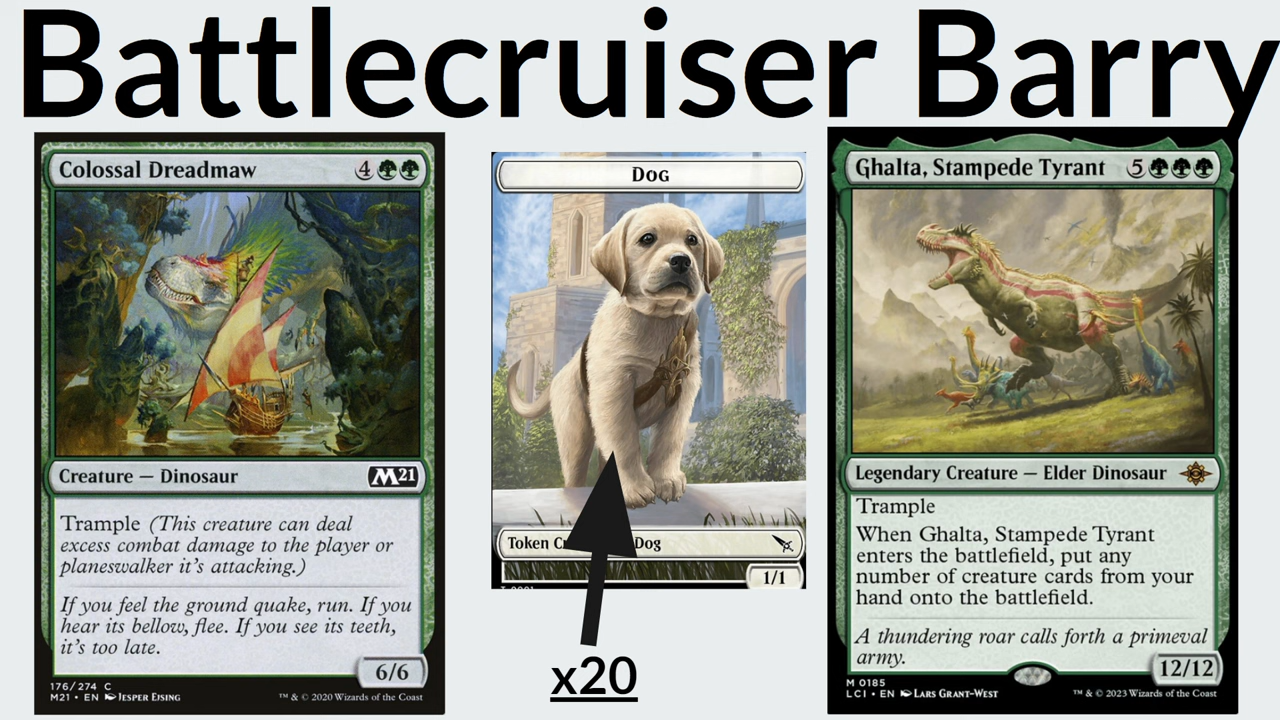 Battlecruiser Barry
Colossal Dreadmaw 4
Creature — Dinosaur M21
Trample (This creature can deal
excess combat damage to the player or
planeswalker it's attacking.)
If you feel the ground quake, run. If you
hear its bellow, flee. If you see its teeth,
it's too late.
6/6
176/274 C
M21 • EN Jesper Ejsing ™ & © 2020 Wizards of the Coast
Dog
Token Dog
1/1
x20
Ghalta, Stampede Tyrant 5
Legendary Creature — Elder Dinosaur
Trample
When Ghalta, Stampede Tyrant
enters the battlefield, put any
number of creature cards from your
hand onto the battlefield.
A thundering roar calls forth a primeval
army.
12/12
M 0185
LCI • EN Lars Grant-West ™ & © 2023 Wizards of the Coast